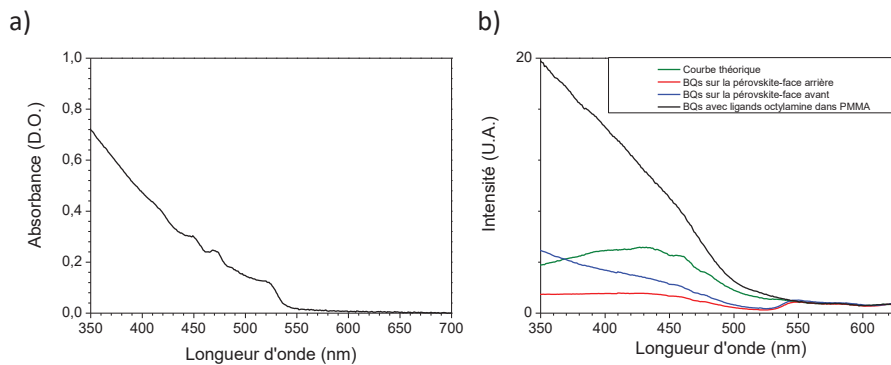 a)
1,0
0,8
0,6
0,4
0,2
0,0
350 400 450 500 550 600 650 700
Absorbance (D.O.)
Longueur d'onde (nm)
b)
20
10
0
350 400 450 500 550 600
Intensité (U.A.)
Longueur d'onde (nm)
Courbe théorique
BQs sur la pérovskite-face arrière
BQs sur la pérovskite-face avant
BQs avec ligands octylamine dans PMMA